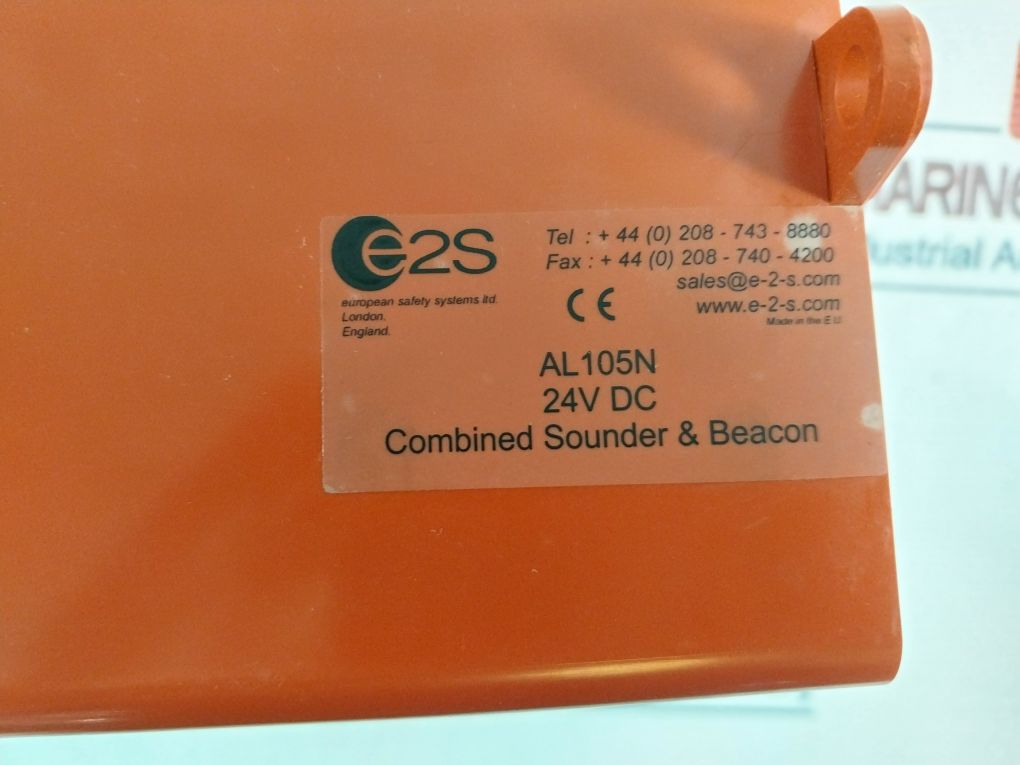 e2S
european safety systems ltd.
London.
England.
Tel : + 44 (0) 208 - 743 - 8880
Fax : + 44 (0) 208 - 740 - 4200
sales@e-2-s.com
www.e-2-s.com
Made in the E U
CE
AL105N
24V DC
Combined Sounder & Beacon